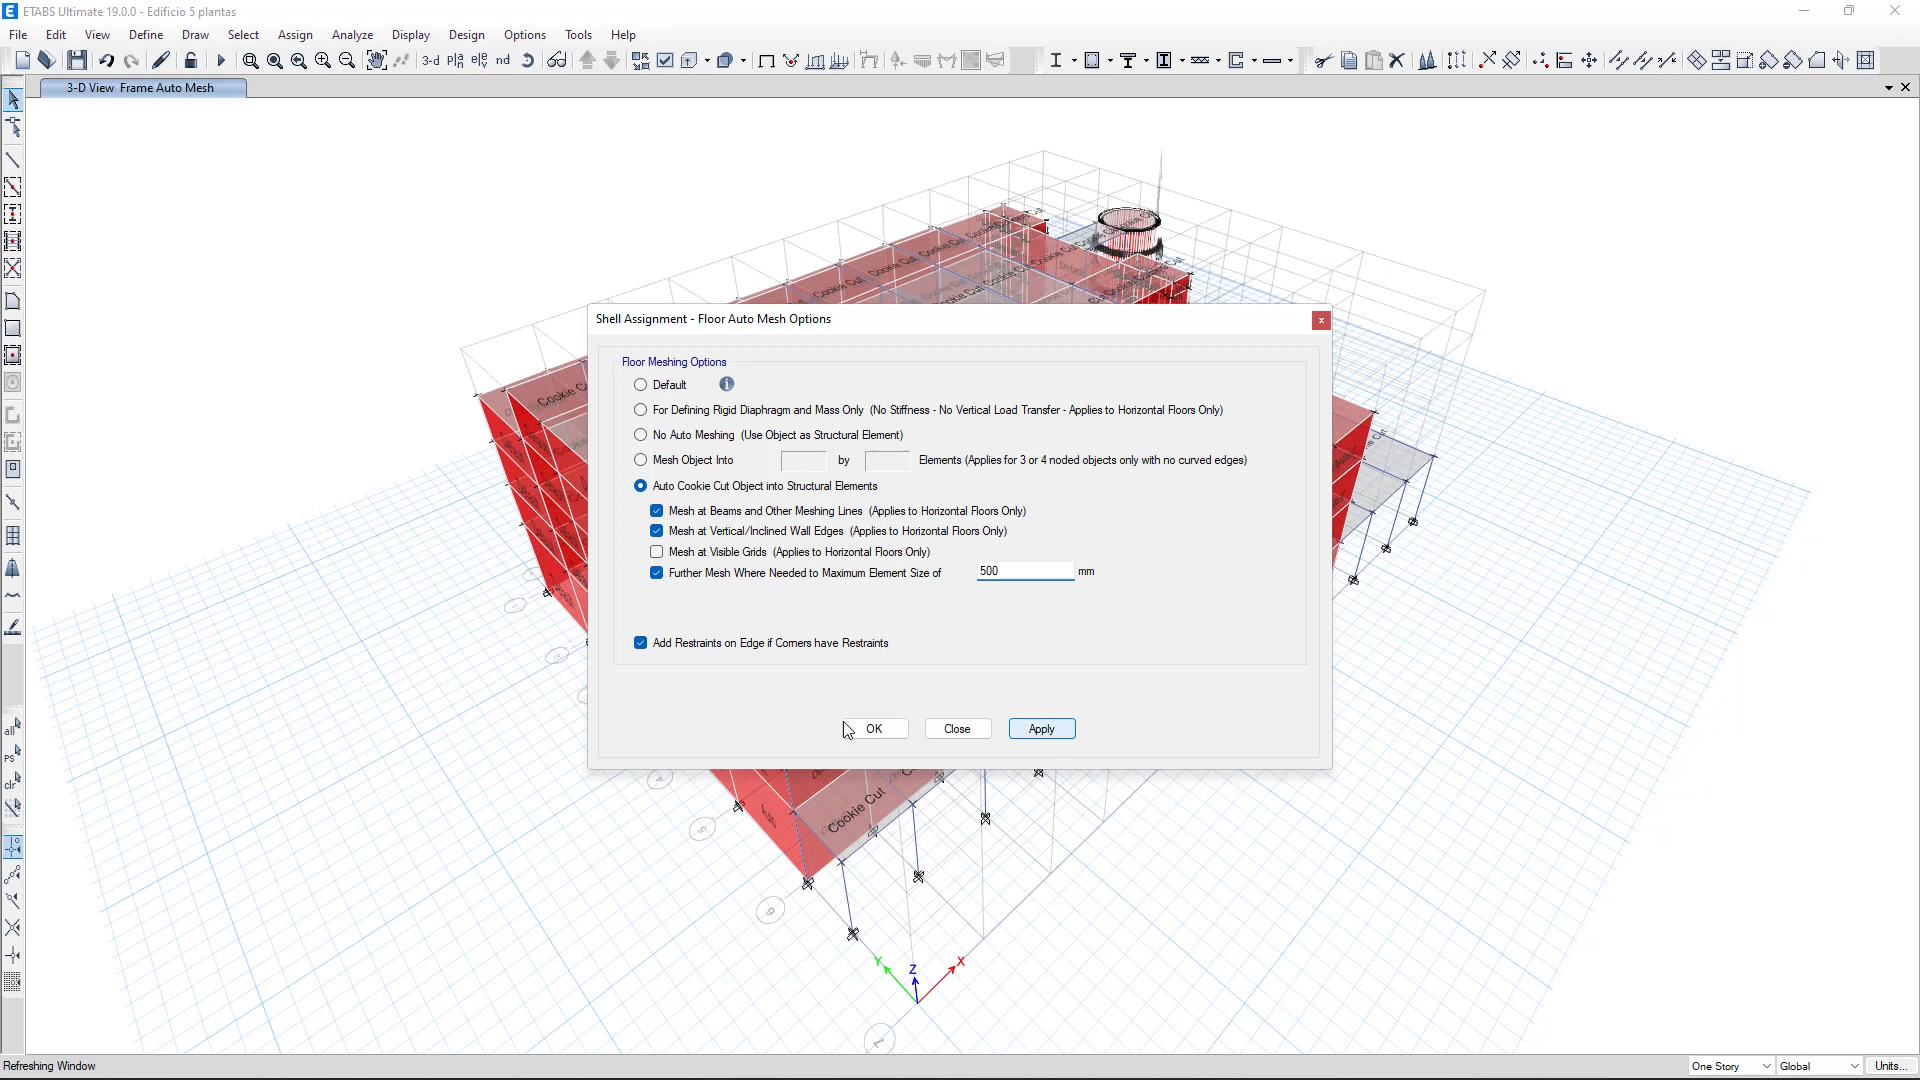 ETABS Ultimate 19.0.0 - Edificio 5 plantas
File Edit View Define Draw Select Assign Analyze Display Design Options Tools Help
3-d
nd
3-D View Frame Auto Mesh
Shell Assignment - Floor Auto Mesh Options
Floor Meshing Options
Default
For Defining Rigid Diaphragm and Mass Only (No Stiffness - No Vertical Load Transfer - Applies to Horizontal Floors Only)
No Auto Meshing (Use Object as Structural Element)
Mesh Object Into by Elements (Applies for 3 or 4 noded objects only with no curved edges)
Auto Cookie Cut Object into Structural Elements
Mesh at Beams and Other Meshing Lines (Applies to Horizontal Floors Only)
Mesh at Vertical/Inclined Wall Edges (Applies to Horizontal Floors Only)
Mesh at Visible Grids (Applies to Horizontal Floors Only)
Further Mesh Where Needed to Maximum Element Size of 500 mm
Add Restraints on Edge if Corners have Restraints
OK Close Apply
Cookie Cut
all
ps
clr
Y Z X
Refreshing Window
One Story Global Units...